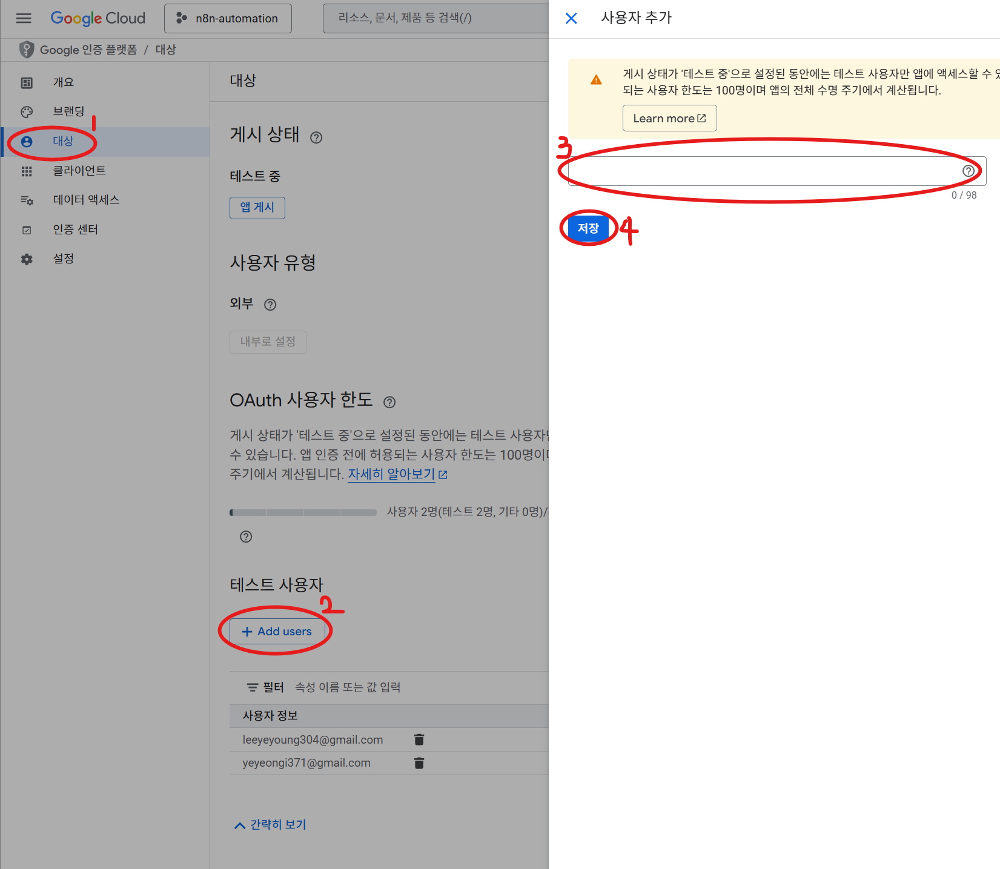 Google Cloud
n8n-automation
리소스, 문서, 제품 등 검색(/)
Google 인증 플랫폼 / 대상
개요
브랜딩
1
대상
클라이언트
데이터 액세스
인증 센터
설정
대상
게시 상태
테스트 중
앱 게시
사용자 유형
외부
내부로 설정
OAuth 사용자 한도
게시 상태가 '테스트 중'으로 설정된 동안에는 테스트 사용자만
수 있습니다. 앱 인증 전에 허용되는 사용자 한도는 100명이며
주기에서 계산됩니다. 자세히 알아보기
사용자 2명(테스트 2명, 기타 0명)/
테스트 사용자
2
+ Add users
필터 속성 이름 또는 값 입력
사용자 정보
leeyeyoung304@gmail.com
yeyeongi371@gmail.com
간략히 보기
사용자 추가
게시 상태가 '테스트 중'으로 설정된 동안에는 테스트 사용자만 앱에 액세스할 수
되는 사용자 한도는 100명이며 앱의 전체 수명 주기에서 계산됩니다.
Learn more
3
0 / 98
저장
4